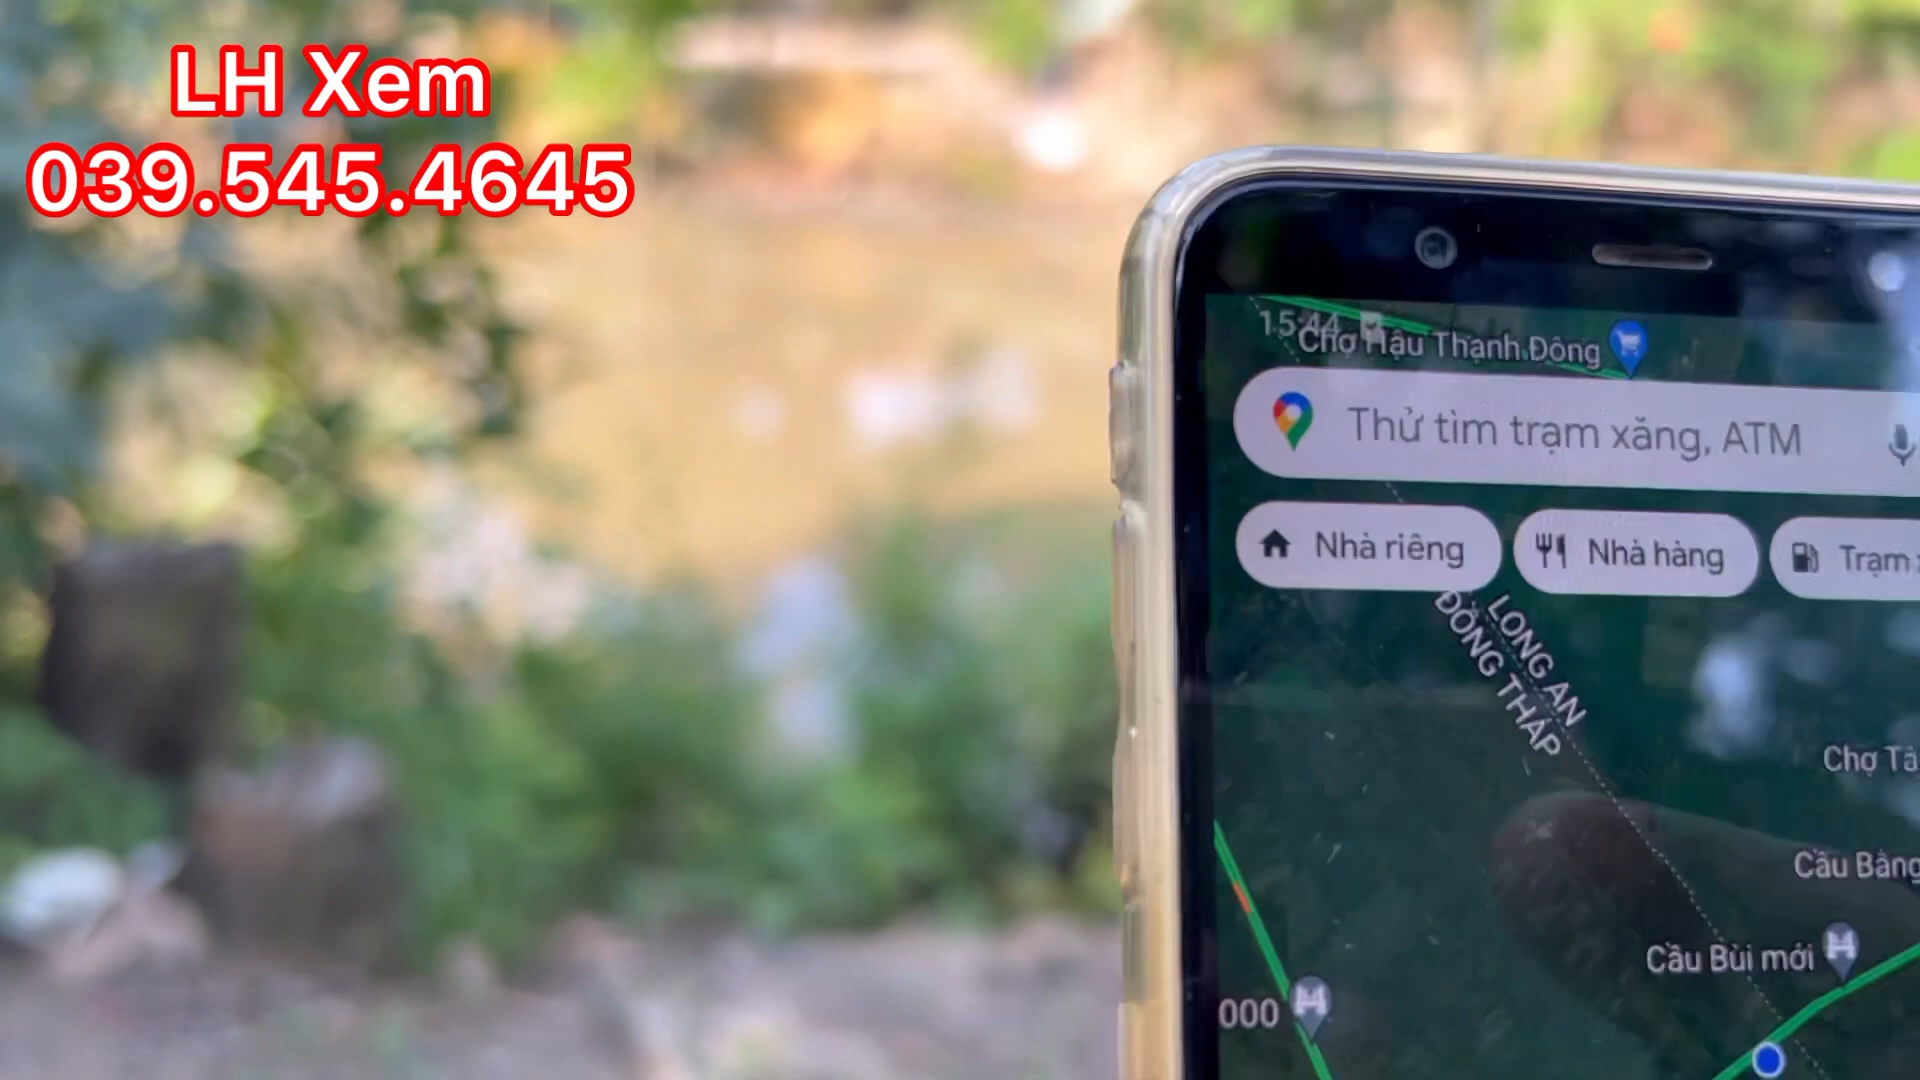 LH Xem
039.545.4645
15:44
Chợ Hậu Thạnh Đông
Thử tìm trạm xăng, ATM
Nhà riêng
Nhà hàng
Trạm
LONG AN
ĐỒNG THÁP
Chợ Tâ
Cầu Bằng
Cầu Bùi mới
000